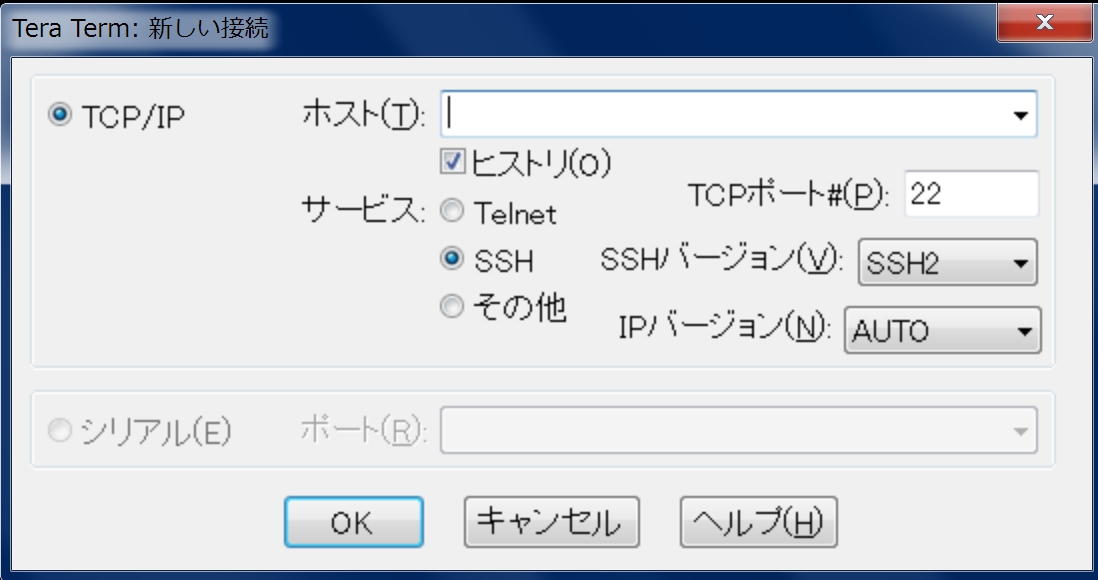 Tera Term: 新しい接続
TCP/IP
ホスト(T):
ヒストリ(O)
サービス:
Telnet
TCPポート#(P):
22
SSH
SSHバージョン(V):
SSH2
その他
IPバージョン(N):
AUTO
シリアル(E)
ポート(R):
OK
キャンセル
ヘルプ(H)